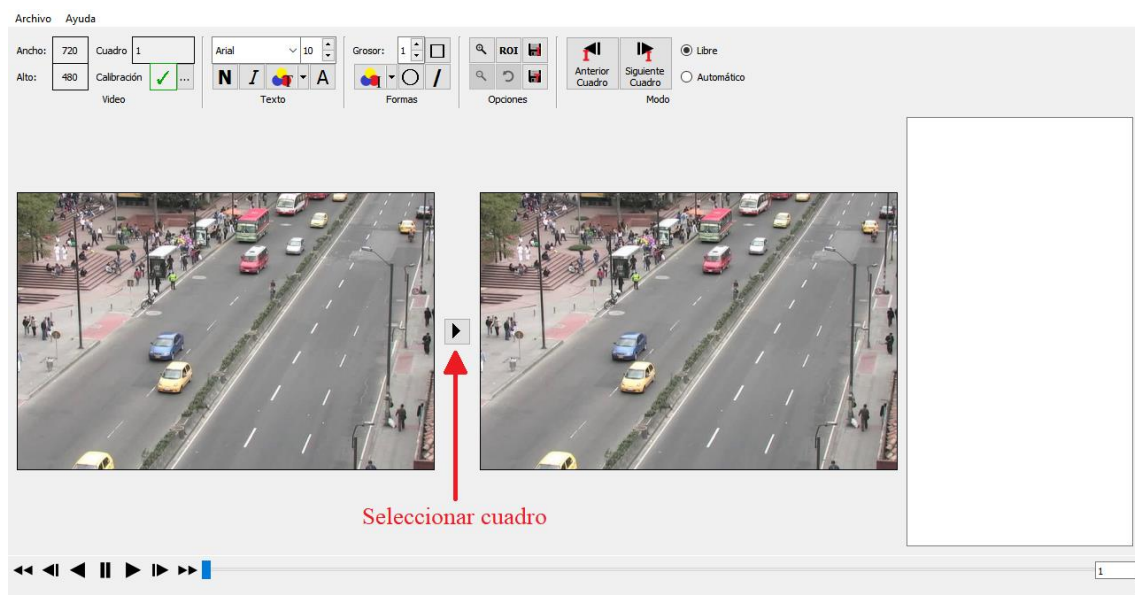 Archivo Ayuda
Ancho: 720 Cuadro 1 Arial 10 Grosor: 1 ROI Anterior Cuadro Siguiente Cuadro Libre
Alto: 480 Calibración ... N I T A I Automático
Video Texto Formas Opciones Modo
Seleccionar cuadro
1